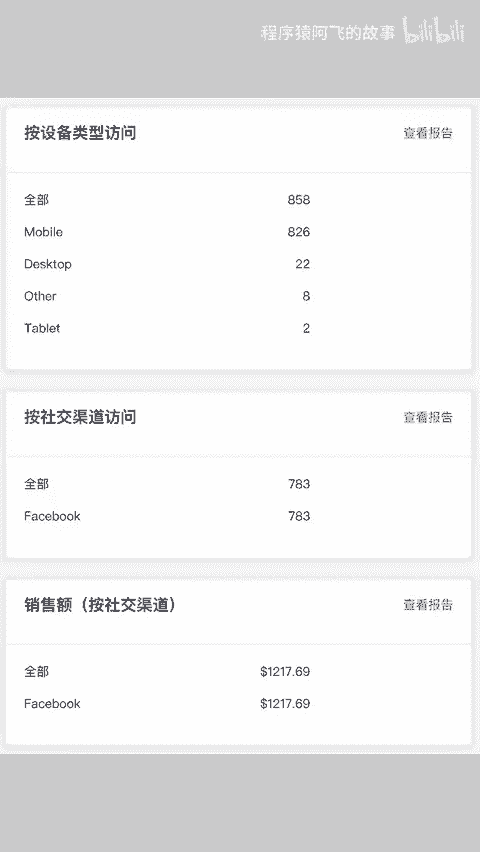 程序猿阿飞的故事 bilibili
按设备类型访问 查看报告
全部 858
Mobile 826
Desktop 22
Other 8
Tablet 2
按社交渠道访问 查看报告
全部 783
Facebook 783
销售额（按社交渠道） 查看报告
全部 $1217.69
Facebook $1217.69